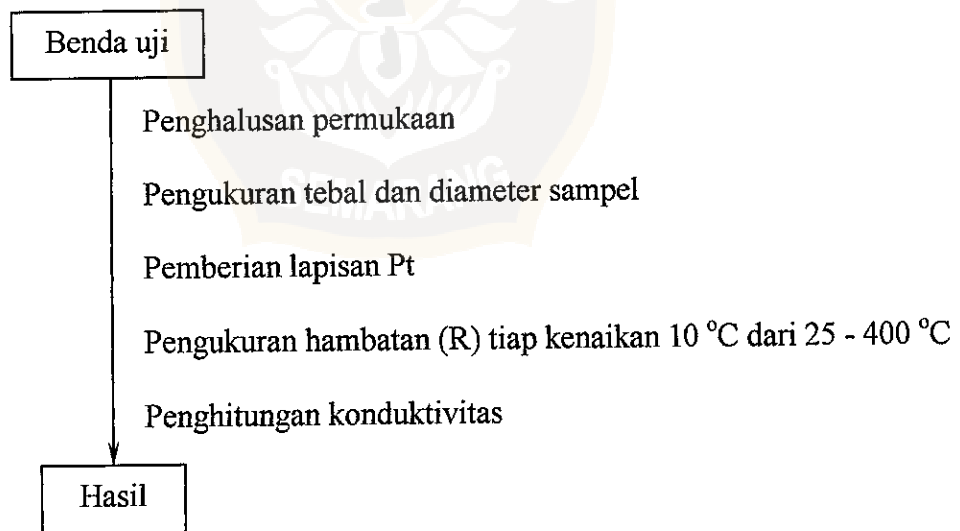 Benda uji
Penghalusan permukaan
SEMARANG
Pengukuran tebal dan diameter sampel
Pemberian lapisan Pt
Pengukuran hambatan (R) tiap kenaikan 10 °C dari 25 - 400 °C
Penghitungan konduktivitas
Hasil